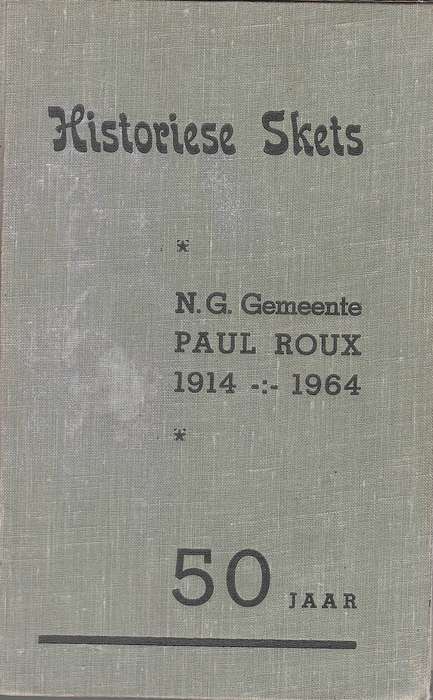 Historiese Skets
*
N.G. Gemeente
PAUL ROUX
1914 -:- 1964
*
50 JAAR